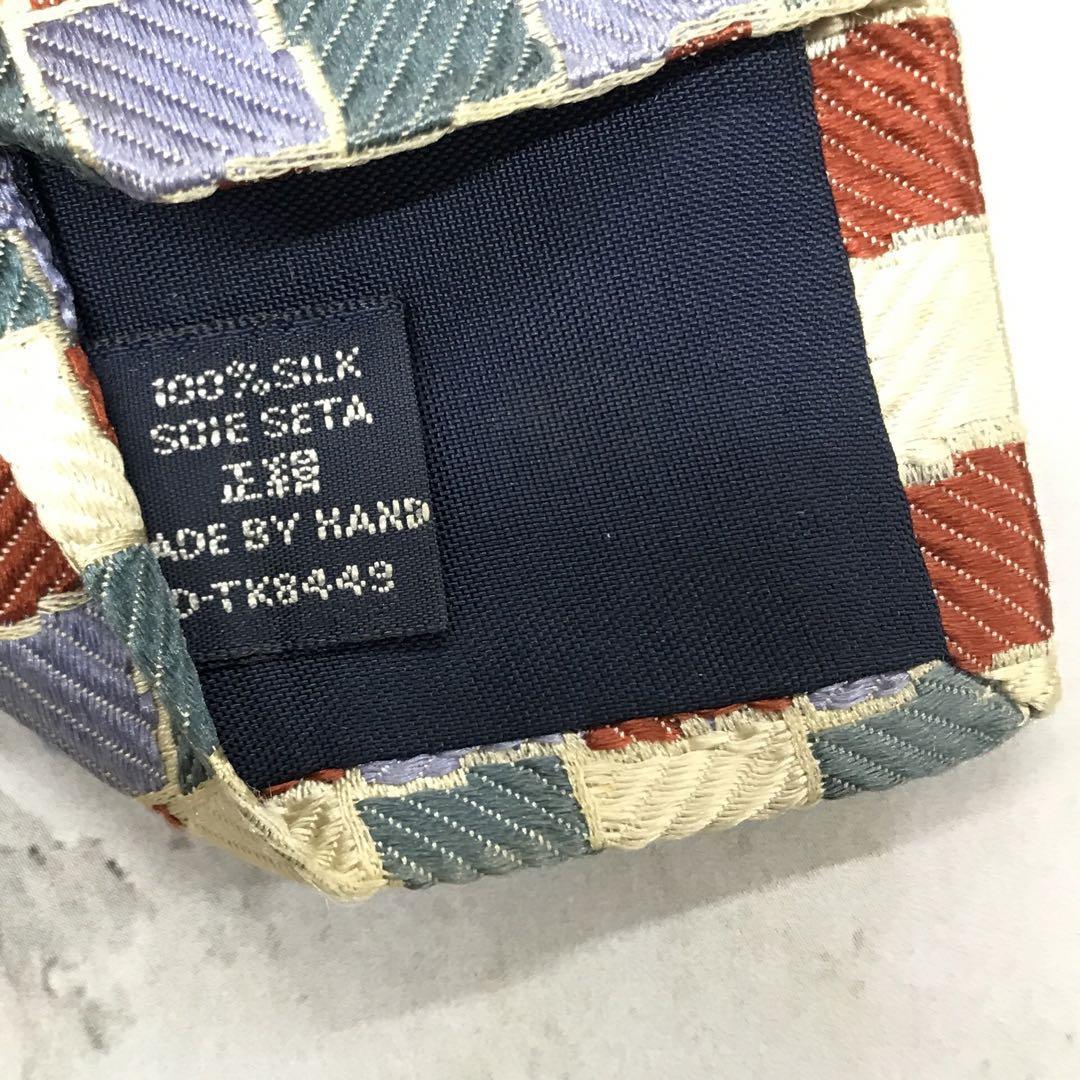 100% SILK
SOIE SETA
正絹
ADE BY HAND
D-TK8449